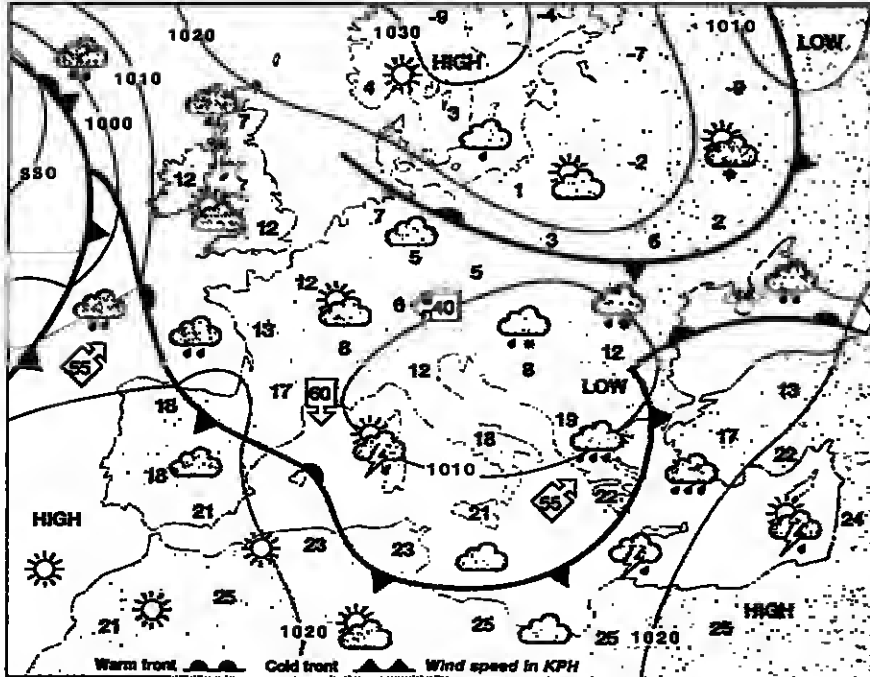 1020 1030 -9 -4 1010
HIGH LOW
1010 -7
4 3 -9
1000 7
980 12 -2
1
12 7 2
3 6
5 5
12 6 40
13
55 8 12 8 12
17 60 LOW 13
18 19 17
18 18 22
1010
HIGH 21 21 55 22 24
23 23
25 HIGH
21 1020 25 25 1020 25
Warm front Cold front Wind speed in KPH